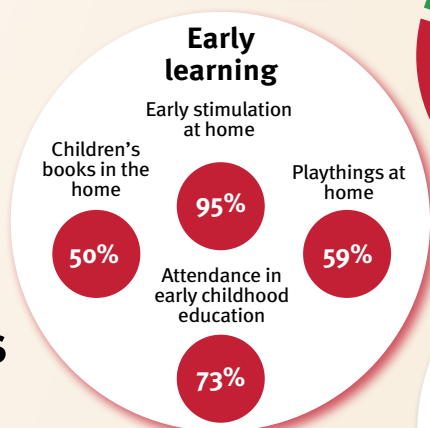 Early
learning
Early stimulation
at home
95%
Children's
books in the
home
50%
Playthings at
home
59%
Attendance in
early childhood
education
73%
s